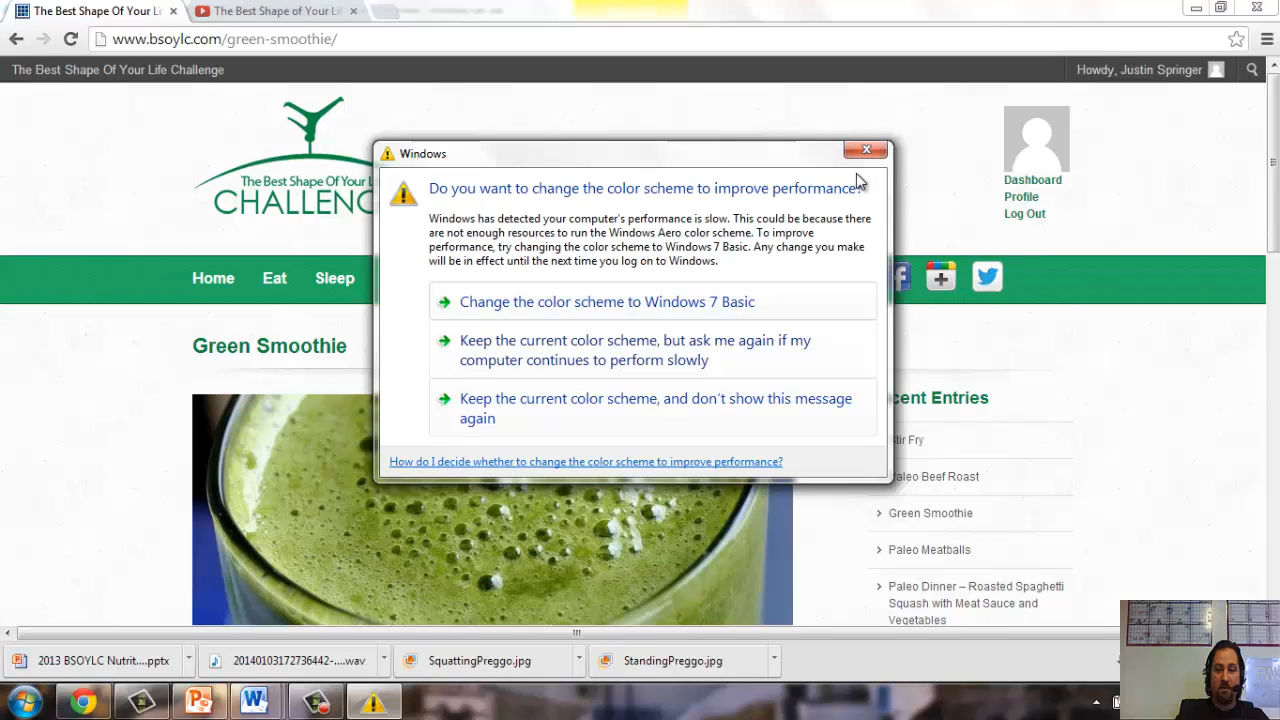 The Best Shape Of Your Li
The Best Shape of Your Li
www.bsoylc.com/green-smoothie/
The Best Shape Of Your Life Challenge
Howdy, Justin Springer
The Best Shape Of Your L
CHALLEN
Dashboard
Profile
Log Out
Windows
Do you want to change the color scheme to improve performance?
Windows has detected your computer's performance is slow. This could be because there
are not enough resources to run the Windows Aero color scheme. To improve
performance, try changing the color scheme to Windows 7 Basic. Any change you make
will be in effect until the next time you log on to Windows.
Change the color scheme to Windows 7 Basic
Keep the current color scheme, but ask me again if my
computer continues to perform slowly
Keep the current color scheme, and don't show this message
again
How do I decide whether to change the color scheme to improve performance?
Home Eat Sleep
Green Smoothie
cent Entries
tir Fry
aleo Beef Roast
Green Smoothie
Paleo Meatballs
Paleo Dinner – Roasted Spaghetti
Squash with Meat Sauce and
Vegetables
2013 BSOYLC Nutrit....pptx
20140103172736442-....wav
SquattingPreggo.jpg
StandingPreggo.jpg